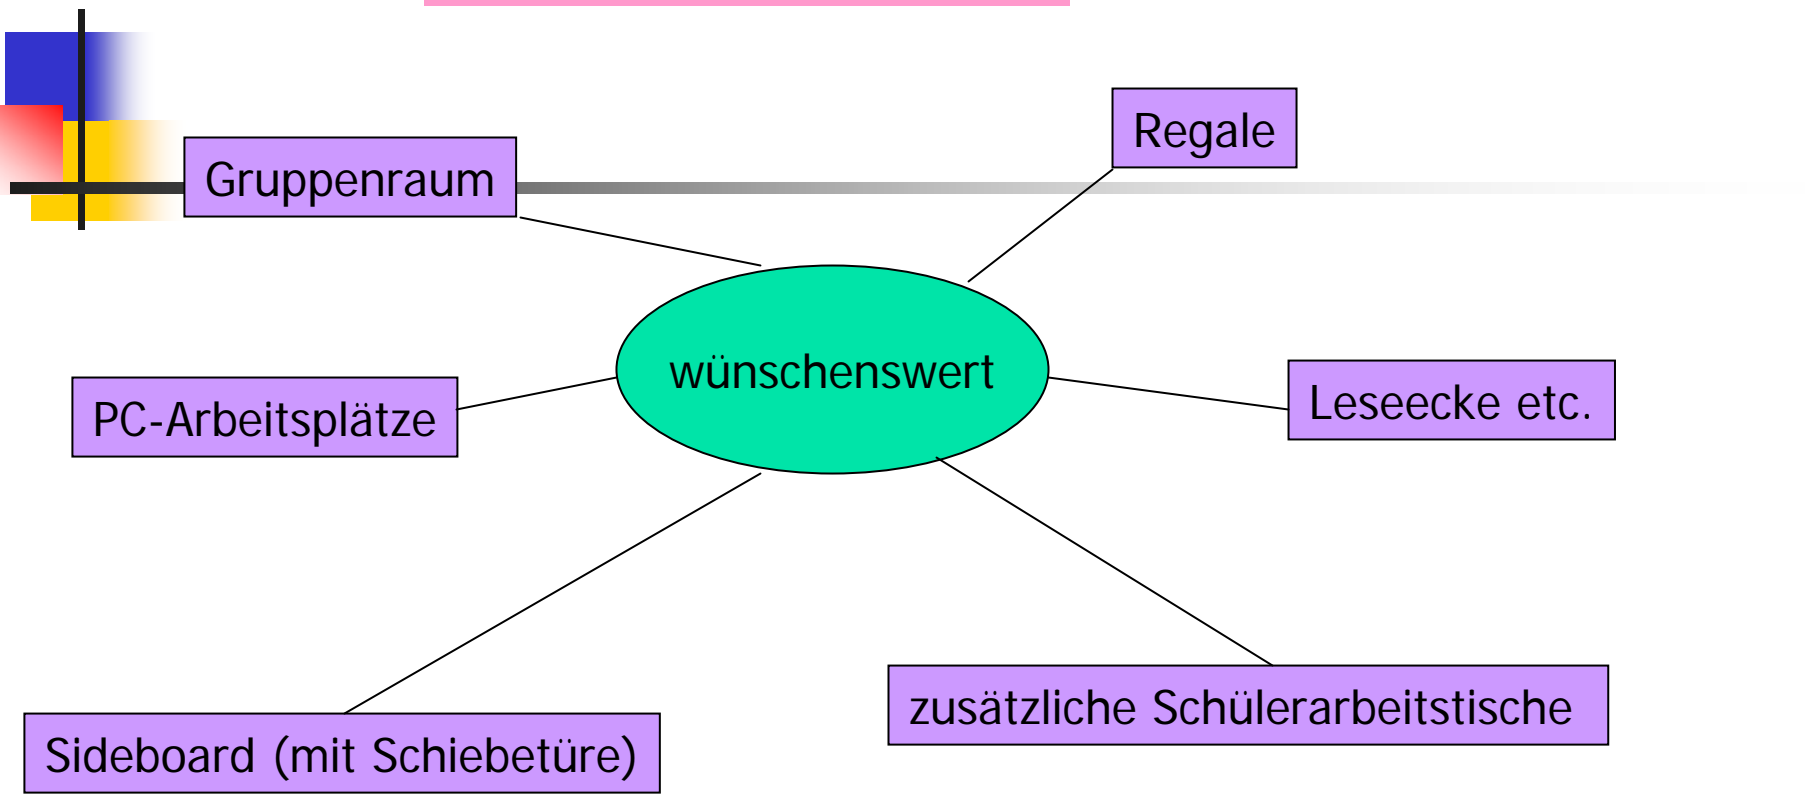 Regale
Gruppenraum
wünschenswert
Leseecke etc.
PC-Arbeitsplätze
zusätzliche Schülerarbeitstische
Sideboard (mit Schiebetüre)